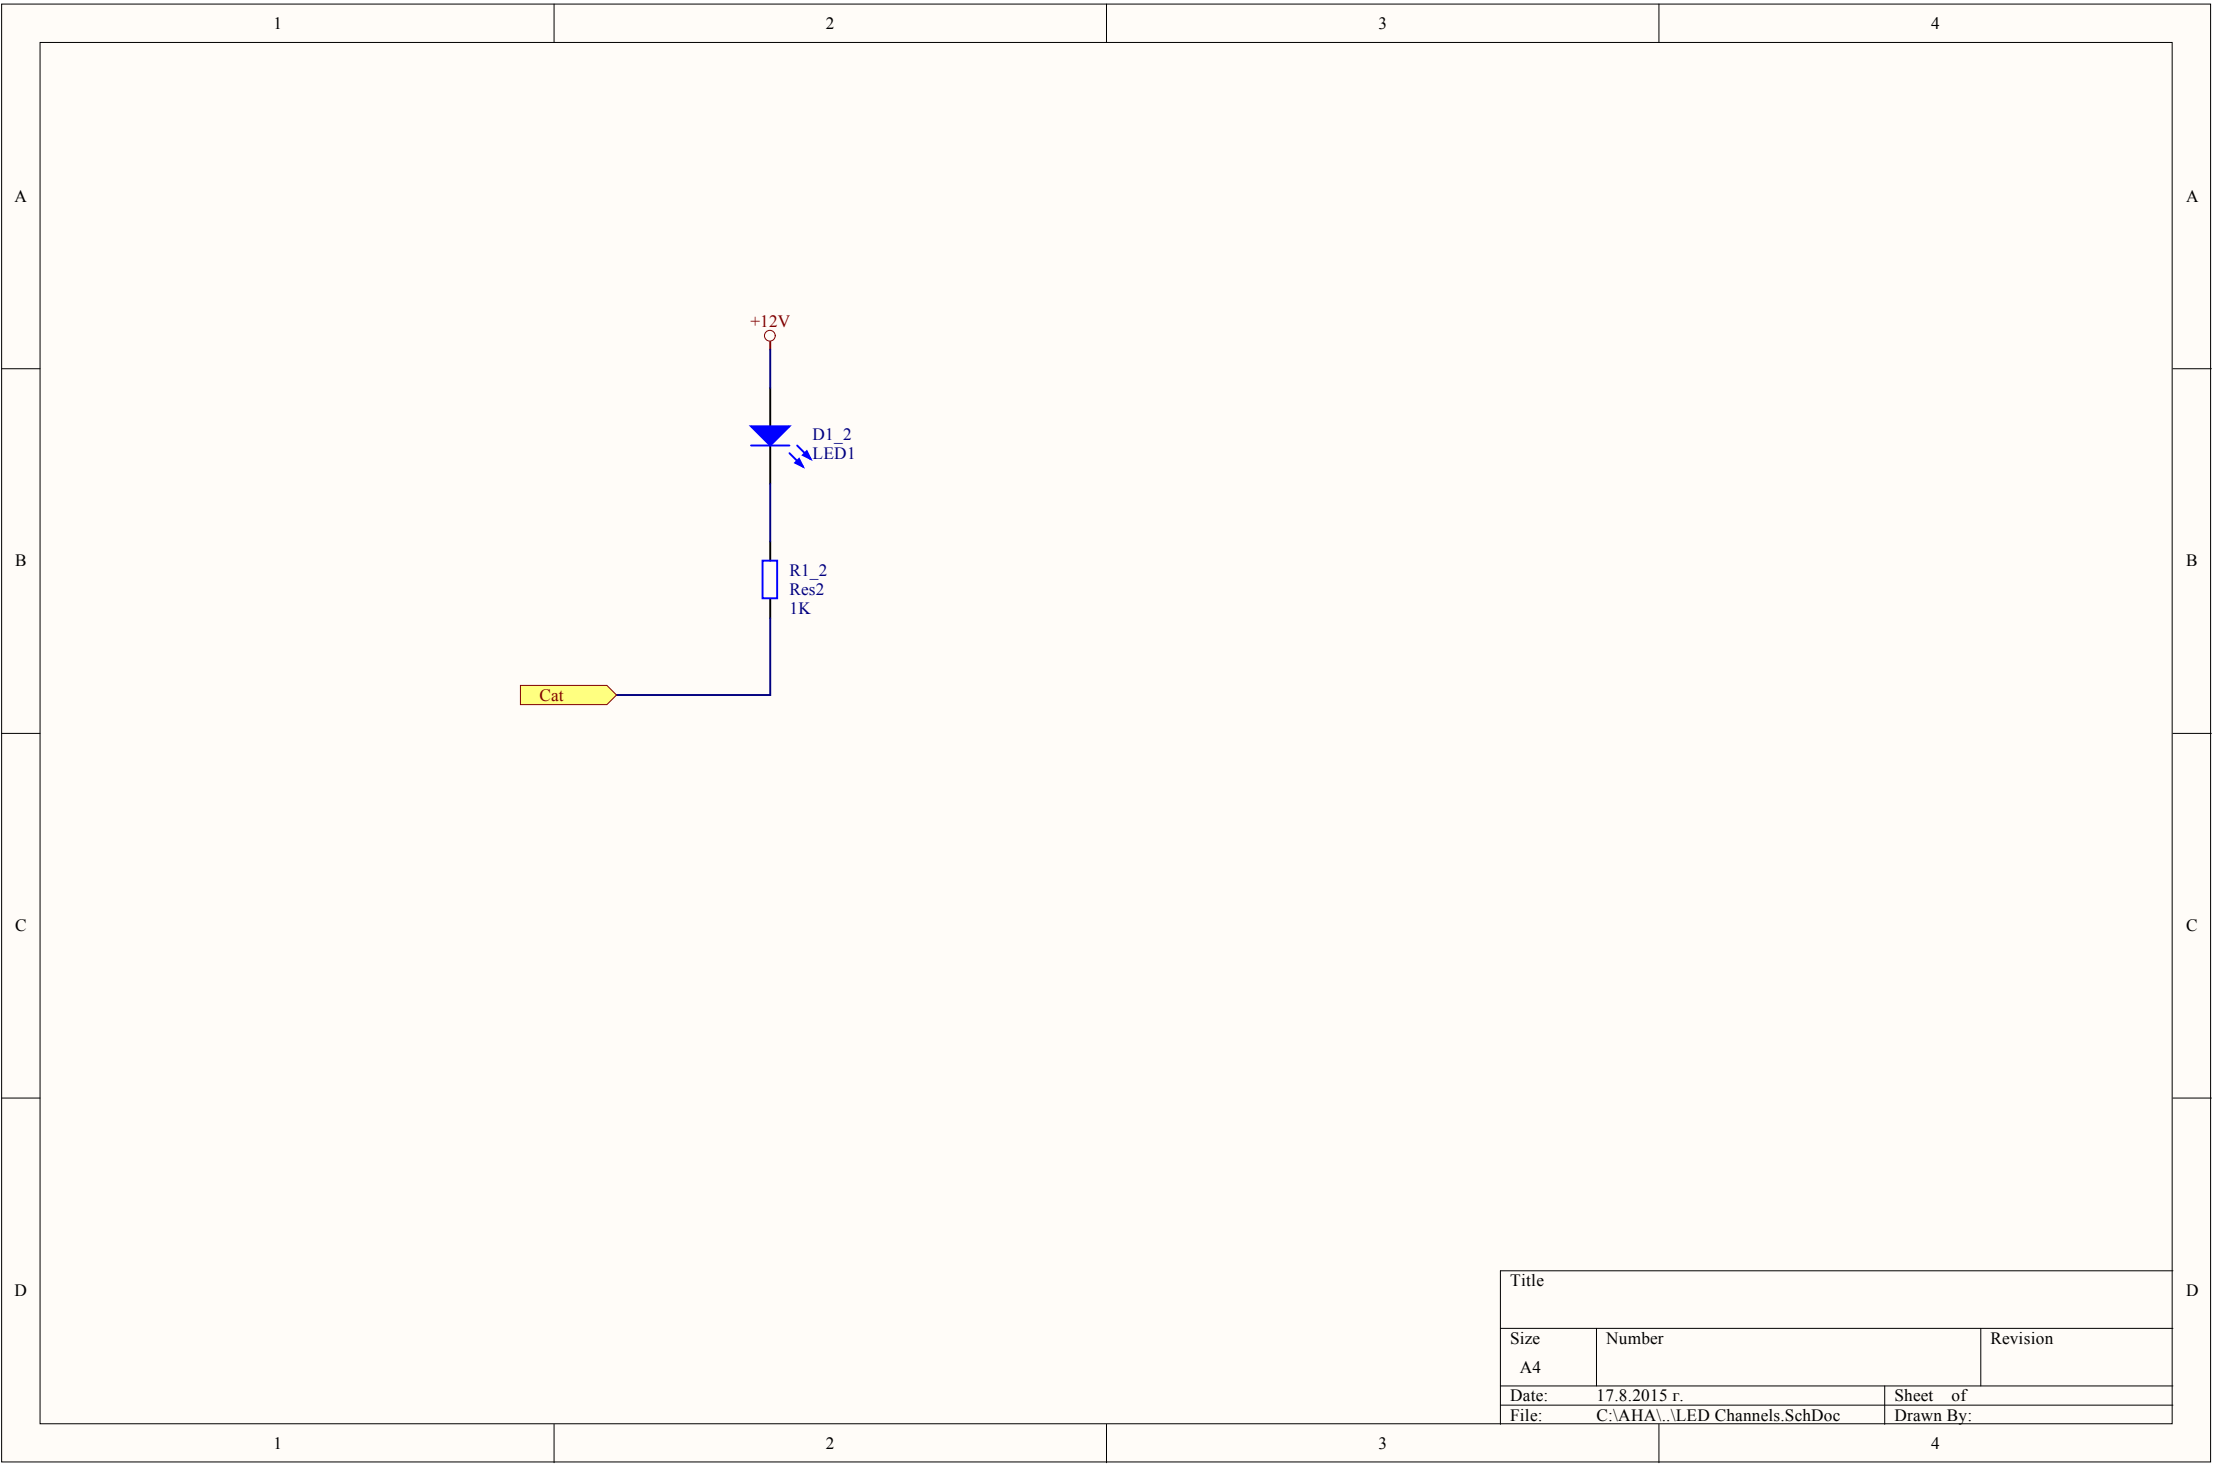 1 2 3 4
A A
+12V
D1_2
LED1
B B
R1_2
Res2
1K
Cat
C C
D D
Title
Size Number Revision
A4
Date: 17.8.2015 г. Sheet of
File: C:\AHA\..\LED Channels.SchDoc Drawn By:
1 2 3 4